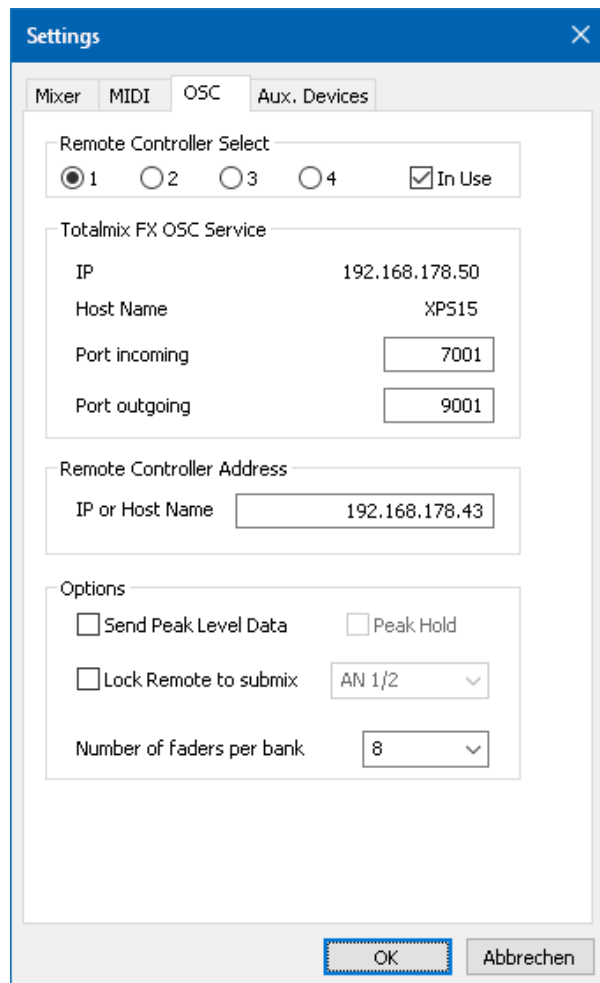 Settings
Mixer MIDI OSC Aux. Devices
Remote Controller Select
1 2 3 4 In Use
Totalmix FX OSC Service
IP 192.168.178.50
Host Name XPS15
Port incoming 7001
Port outgoing 9001
Remote Controller Address
IP or Host Name 192.168.178.43
Options
Send Peak Level Data Peak Hold
Lock Remote to submix AN 1/2
Number of faders per bank 8
OK Abbrechen